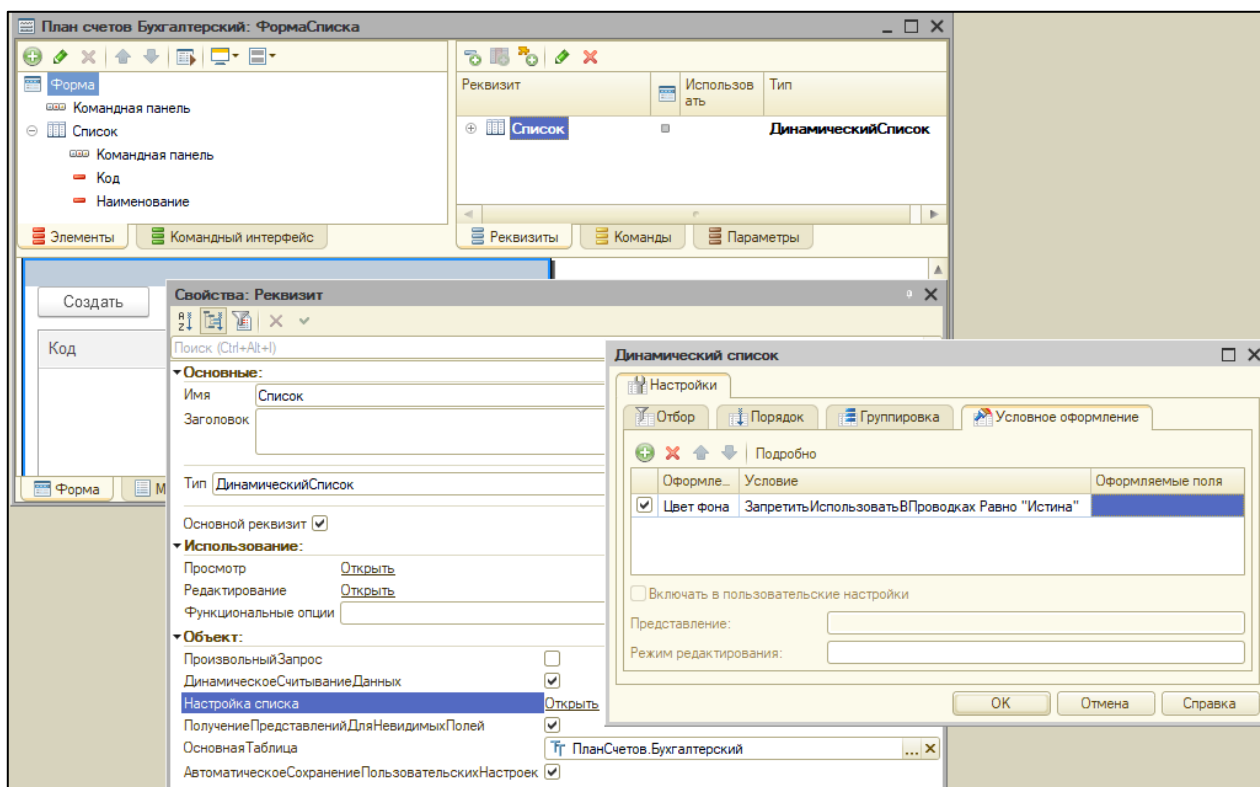 План счетов Бухгалтерский: ФормаСписка
Форма
Командная панель
Список
Командная панель
Код
Наименование
Элементы
Командный интерфейс
Реквизит
Использов
ать
Тип
Список
ДинамическийСписок
Реквизиты
Команды
Параметры
Создать
Код
Форма
М
Свойства: Реквизит
Поиск (Ctrl+Alt+I)
Основные:
Имя
Список
Заголовок
Тип
ДинамическийСписок
Основной реквизит
Использование:
Просмотр
Открыть
Редактирование
Открыть
Функциональные опции
Объект:
ПроизвольныйЗапрос
ДинамическоеСчитываниеДанных
Настройка списка
Открыть
ПолучениеПредставленийДляНевидимыхПолей
ОсновнаяТаблица
ПланСчетов.Бухгалтерский
...
АвтоматическоеСохранениеПользовательскихНастроек
Динамический список
Настройки
Отбор
Порядок
Группировка
Условное оформление
Подробно
Оформле...
Условие
Оформляемые поля
Цвет фона
ЗапретитьИспользоватьВПроводках Равно "Истина"
Включать в пользовательские настройки
Представление:
Режим редактирования:
OK
Отмена
Справка